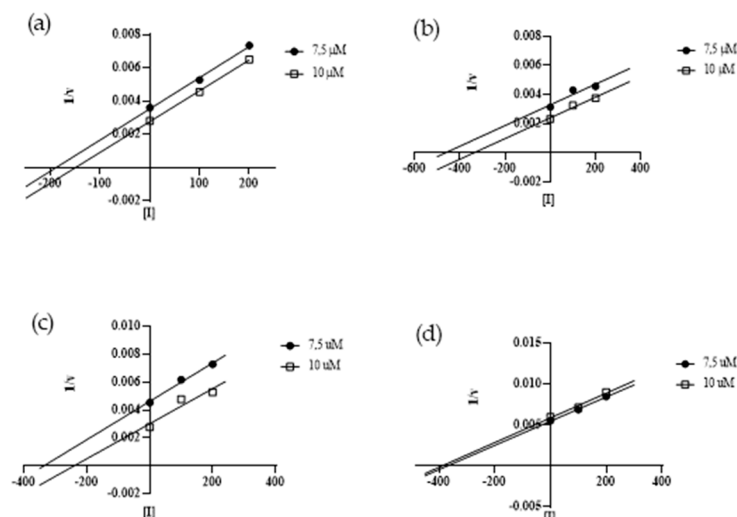 (a)
0.008
0.006
0.004
0.002
-0.002
1/v
-200
-100
100
200
[I]
7,5 µM
10 µM
(b)
0.008
0.006
0.004
0.002
-0.002
1/v
-600
-400
-200
200
400
[I]
7,5 µM
10 µM
(c)
0.010
0.008
0.006
0.004
0.002
-0.002
1/v
-400
-200
200
400
[I]
7,5 uM
10 uM
(d)
0.015
0.010
0.005
-0.005
1/v
-400
-200
200
400
7,5 uM
10 uM